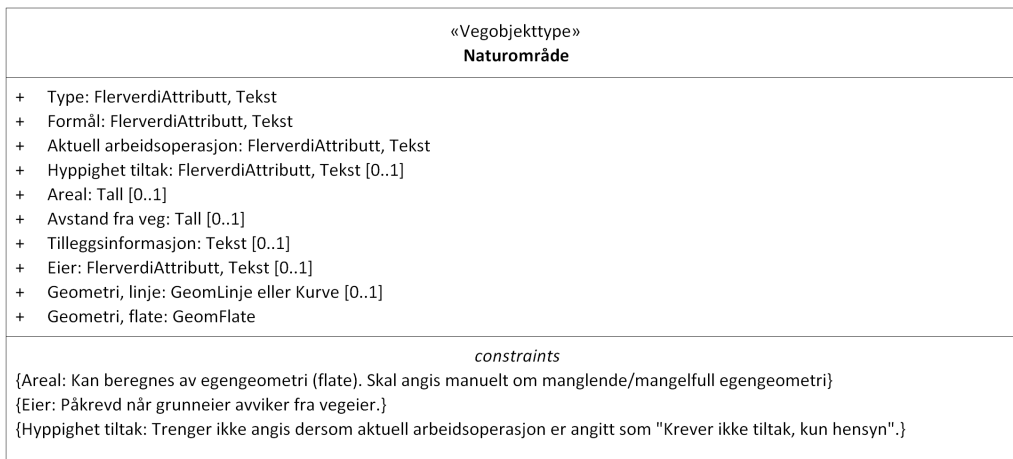 «Vegobjekttype»
Naturområde
+ Type: FlerverdiAttributt, Tekst
+ Formål: FlerverdiAttributt, Tekst
+ Aktuell arbeidsoperasjon: FlerverdiAttributt, Tekst
+ Hyppighet tiltak: FlerverdiAttributt, Tekst [0..1]
+ Areal: Tall [0..1]
+ Avstand fra veg: Tall [0..1]
+ Tilleggsinformasjon: Tekst [0..1]
+ Eier: FlerverdiAttributt, Tekst [0..1]
+ Geometri, linje: GeomLinje eller Kurve [0..1]
+ Geometri, flate: GeomFlate
constraints
{Areal: Kan beregnes av egengeometri (flate). Skal angis manuelt om manglende/mangelfull egengeometri}
{Eier: Påkrevd når grunneier avviker fra vegeier.}
{Hyppighet tiltak: Trenger ikke angis dersom aktuell arbeidsoperasjon er angitt som "Krever ikke tiltak, kun hensyn".}